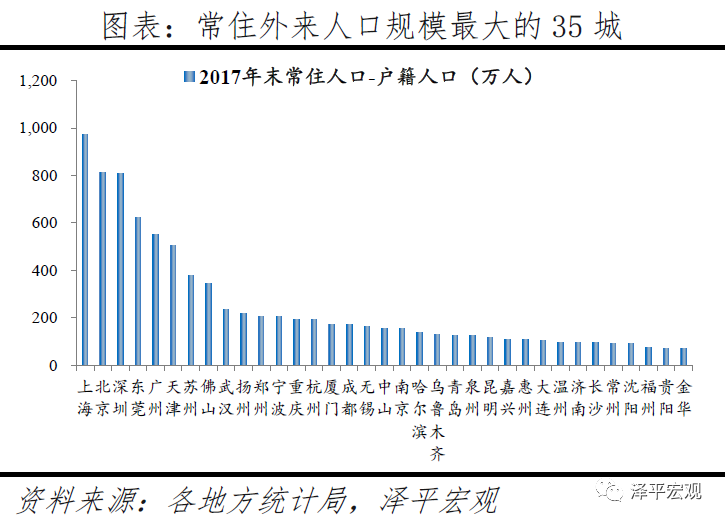 图表：常住外来人口规模最大的 35 城
2017年末常住人口-户籍人口（万人）
1,200
1,000
800
600
400
200
0
上海 北京 深圳 东莞 广州 天津 苏州 佛山 武汉 扬州 郑州 宁波 重庆 杭州 厦门 成都 无锡 中山 南京 哈尔滨 乌鲁木齐 青岛 泉州 昆明 嘉兴 惠州 大连 温州 济南 长沙 常州 沈阳 福州 贵阳 金华
资料来源：各地方统计局，泽平宏观
泽平宏观